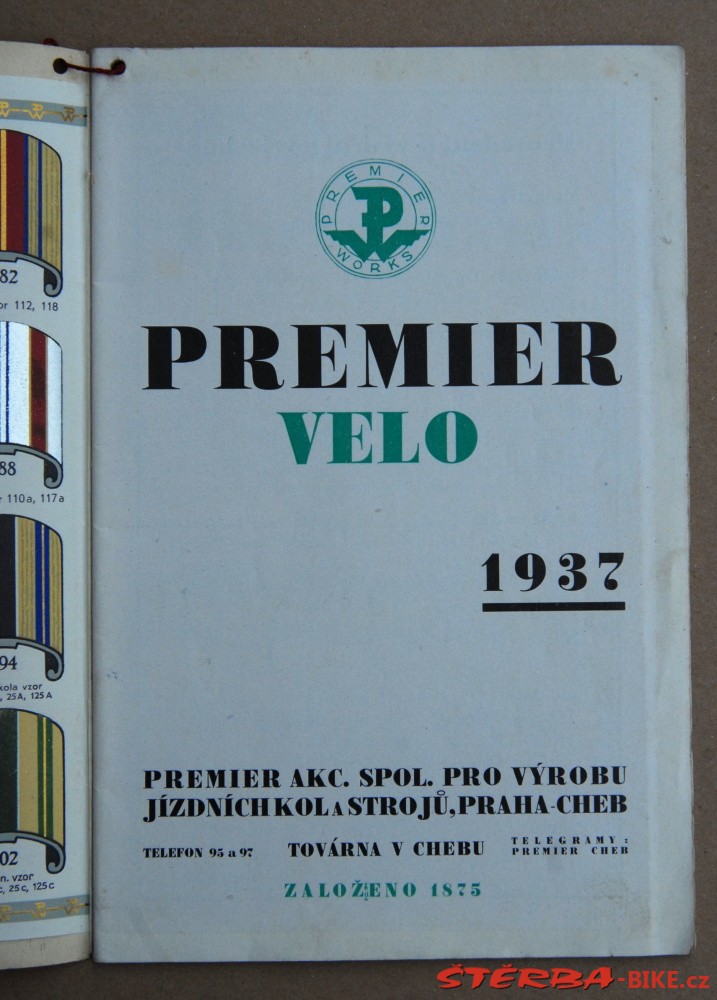 82
or 112, 118
88
r 110a, 117a
94
kola vzor
, 25A, 125A
02
n. vzor
c, 25c, 125c
PREMIER
PW
WORKS
PREMIER
VELO
1937
PREMIER AKC. SPOL. PRO VÝROBU
JÍZDNÍCH KOL A STROJŮ, PRAHA-CHEB
TELEFON 95 a 97 TOVÁRNA V CHEBU TELEGRAMY:
PREMIER CHEB
ZALOŽENO 1875
ŠTĚRBA-BIKE.cz